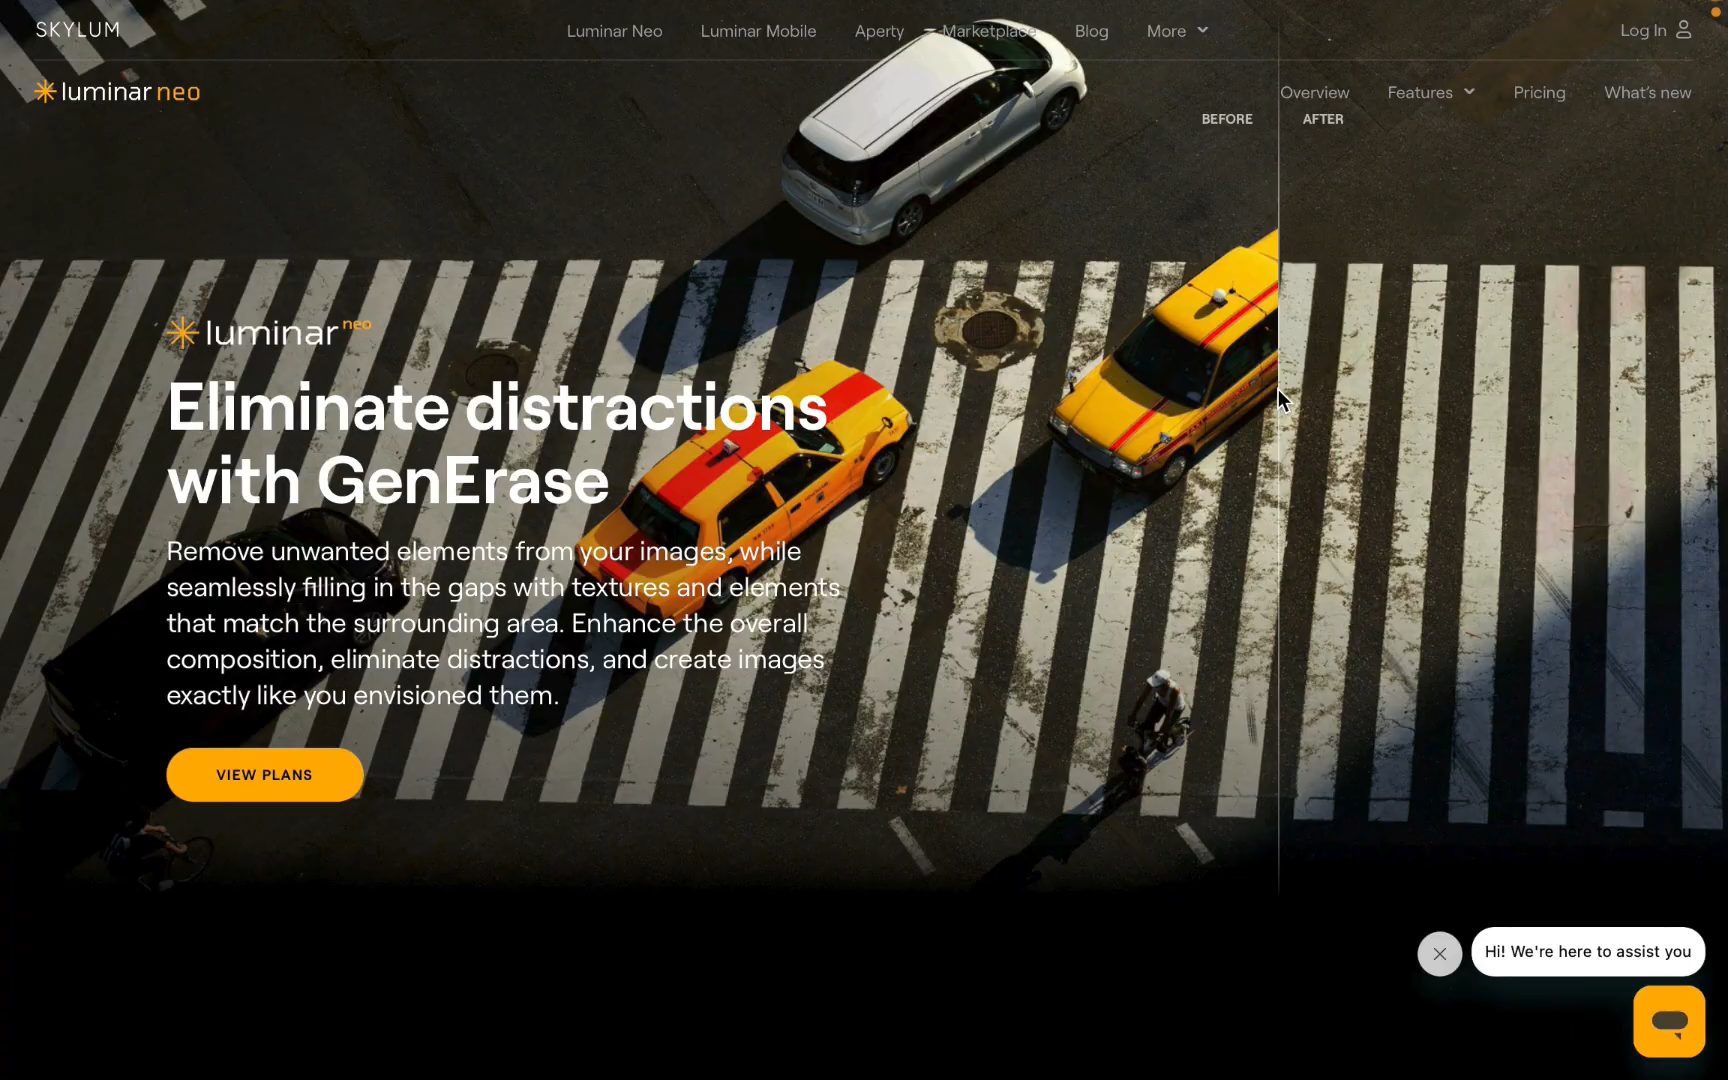 SKYLUM
Luminar Neo
Luminar Mobile
Aperty
Marketplace
Blog
More
Log In
luminar neo
Overview
Features
Pricing
What's new
BEFORE
AFTER
luminar neo
Eliminate distractions
with GenErase
Remove unwanted elements from your images, while
seamlessly filling in the gaps with textures and elements
that match the surrounding area. Enhance the overall
composition, eliminate distractions, and create images
exactly like you envisioned them.
VIEW PLANS
Hi! We're here to assist you